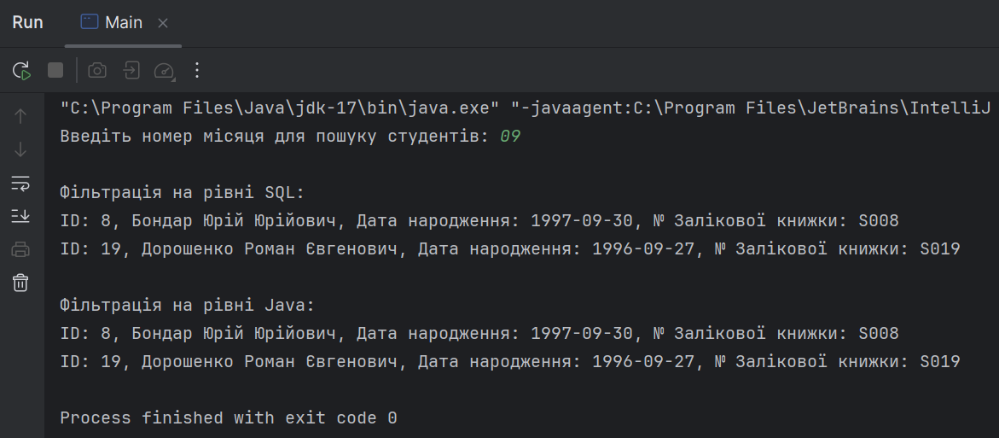 Run Main
"C:\Program Files\Java\jdk-17\bin\java.exe" "-javaagent:C:\Program Files\JetBrains\IntelliJ
Введіть номер місяця для пошуку студентів: 09
Фільтрація на рівні SQL:
ID: 8, Бондар Юрій Юрійович, Дата народження: 1997-09-30, № Залікової книжки: S008
ID: 19, Дорошенко Роман Євгенович, Дата народження: 1996-09-27, № Залікової книжки: S019
Фільтрація на рівні Java:
ID: 8, Бондар Юрій Юрійович, Дата народження: 1997-09-30, № Залікової книжки: S008
ID: 19, Дорошенко Роман Євгенович, Дата народження: 1996-09-27, № Залікової книжки: S019
Process finished with exit code 0